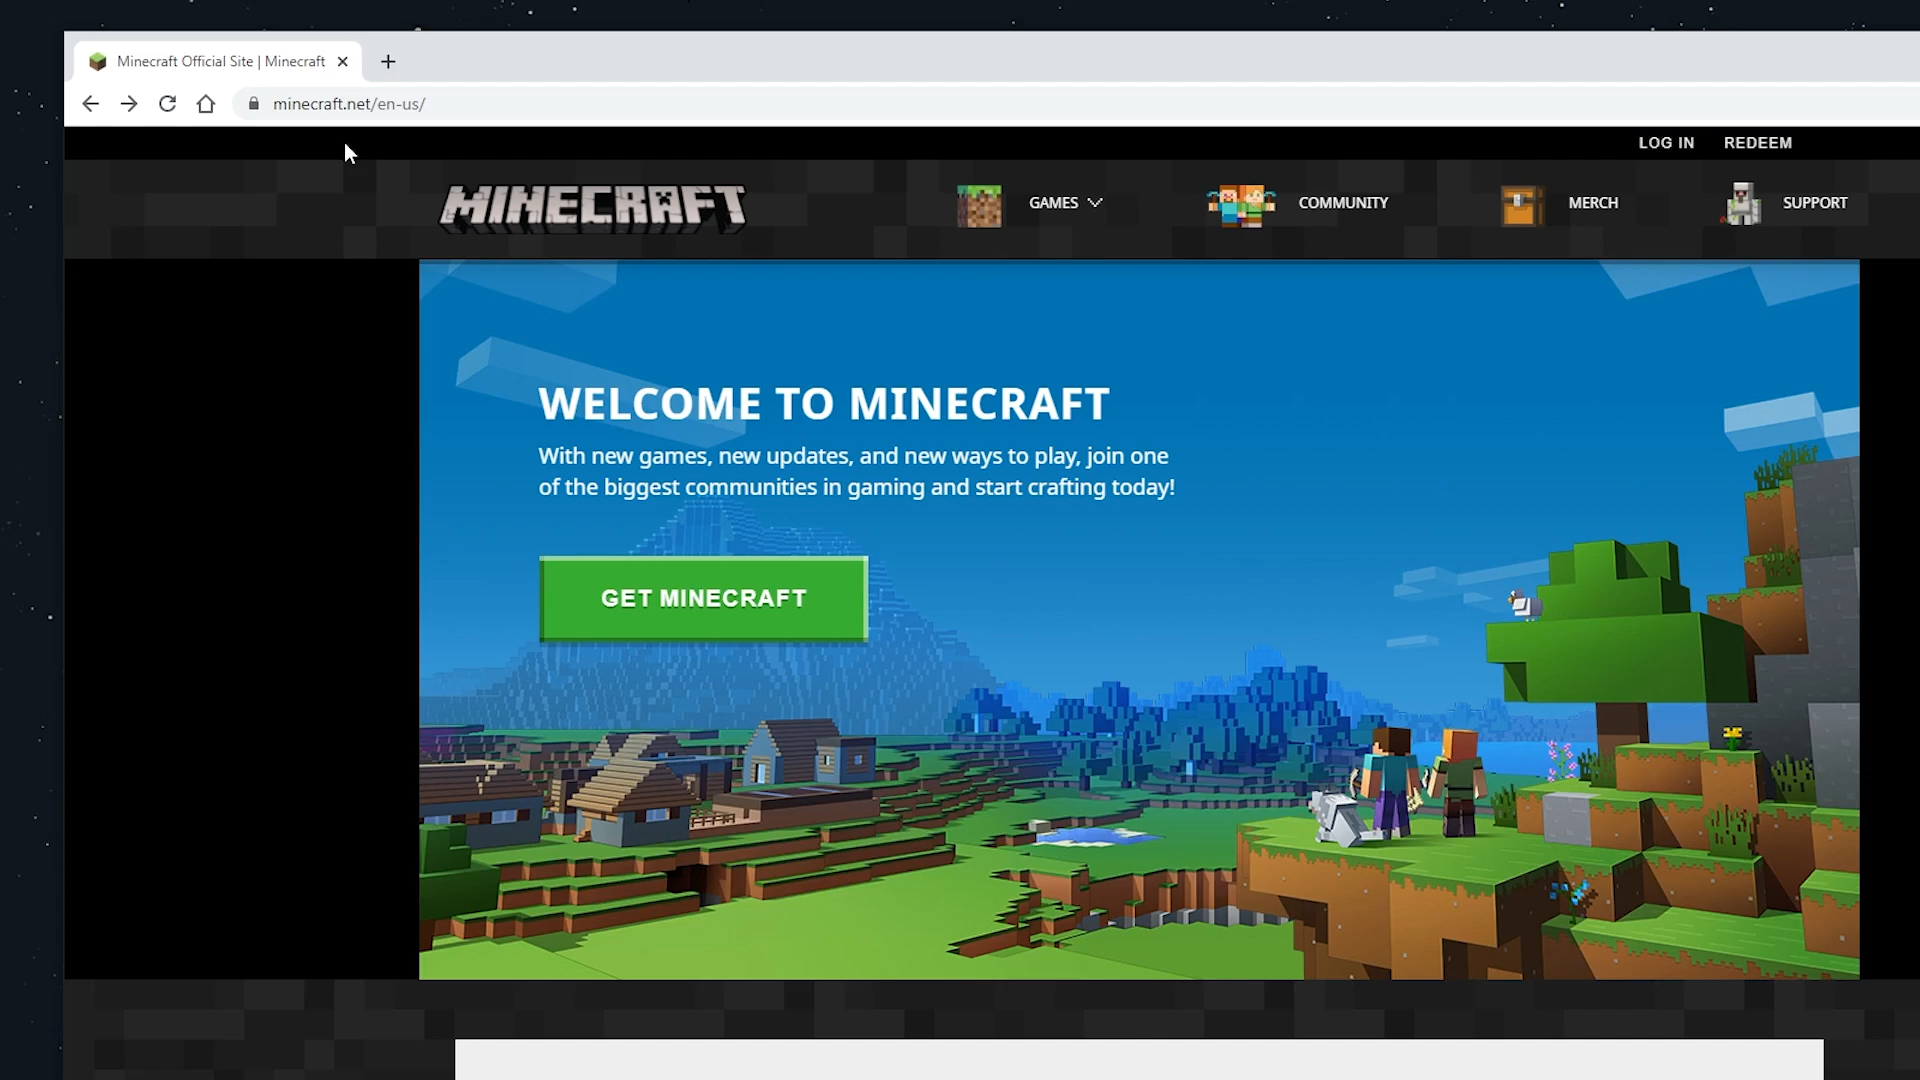 Minecraft Official Site | Minecraft
minecraft.net/en-us/
LOG IN REDEEM
MINECRAFT GAMES COMMUNITY MERCH SUPPORT
WELCOME TO MINECRAFT
With new games, new updates, and new ways to play, join one
of the biggest communities in gaming and start crafting today!
GET MINECRAFT